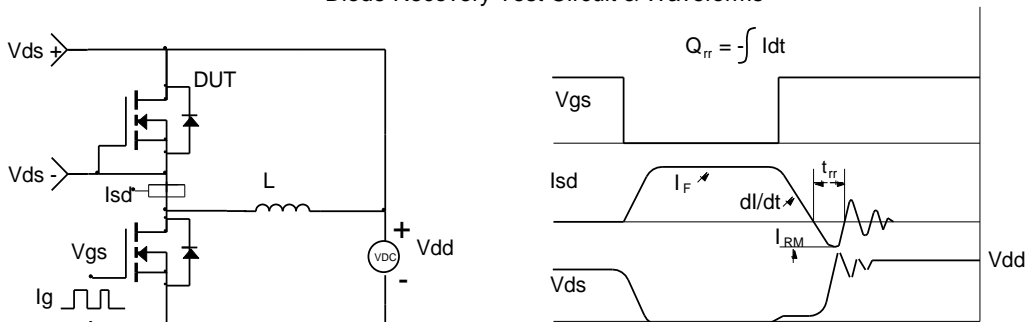 Diode Recovery Test Circuit & Waveforms
Vds +
DUT
Vds -
Isd
L
Vgs
Ig
+
VDC
-
Vdd
Qrr = -∫ Idt
Vgs
Isd
IF
dI/dt
trr
IRM
Vds
Vdd